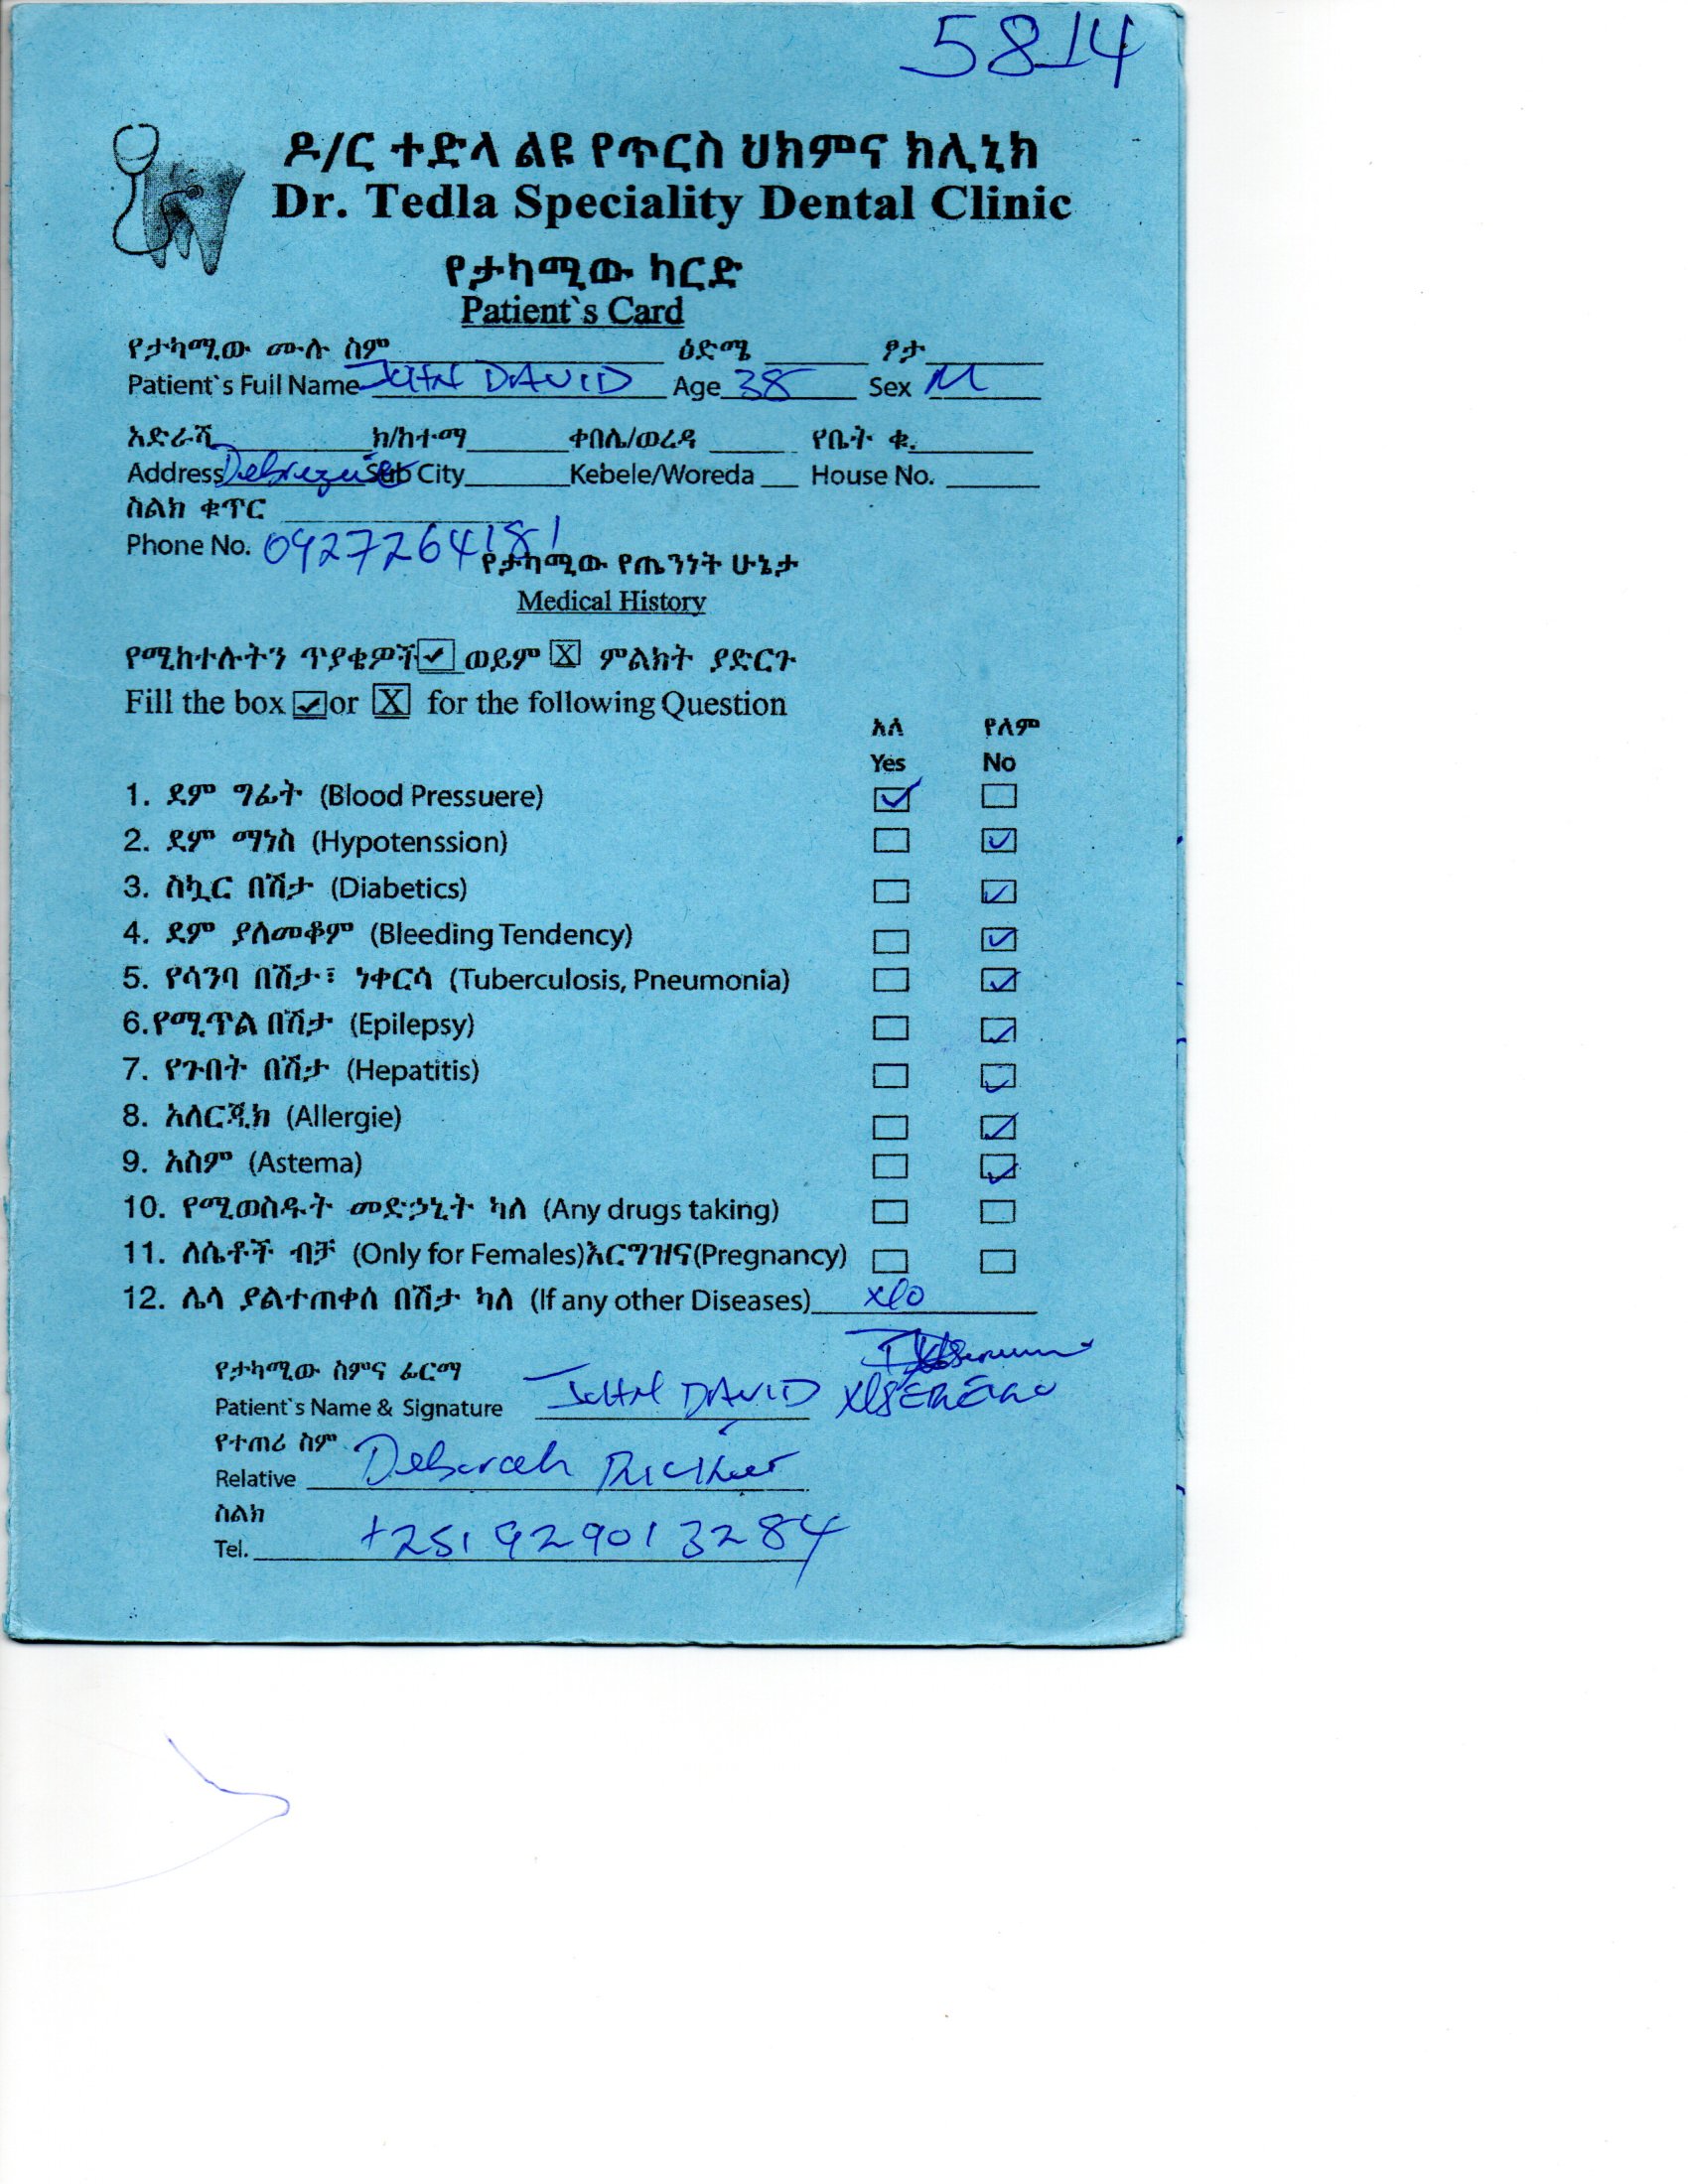 5814
ዶ/ር ተድላ ልዩ የጥርስ ህክምና ክሊኒክ
Dr. Tedla Speciality Dental Clinic
የታካሚው ካርድ
Patient`s Card
የታካሚው ሙሉ ስም ዕድሜ ፆታ
Patient`s Full Name JOHN DAVID Age 38 Sex M
አድራሻ ክ/ከተማ ቀበሌ/ወረዳ የቤት ቁ.
Address Sub City Kebele/Woreda House No.
ስልክ ቁጥር
Phone No. 0927264181
የታካሚው የጤንነት ሁኔታ
Medical History
የሚከተሉትን ጥያቄዎች ✓ ወይም X ምልክት ያድርጉ
Fill the box ✓ or X for the following Question
አለ የለም
Yes No
1. ደም ግፊት (Blood Pressuere) ✓
2. ደም ማነስ (Hypotenssion) ✓
3. ስኳር በሽታ (Diabetics) ✓
4. ደም ያለመቆም (Bleeding Tendency) ✓
5. የሳንባ በሽታ፣ ነቀርሳ (Tuberculosis, Pneumonia) ✓
6. የሚጥል በሽታ (Epilepsy) ✓
7. የጉበት በሽታ (Hepatitis) ✓
8. አለርጂክ (Allergie) ✓
9. አስም (Astema) ✓
10. የሚወስዱት መድኃኒት ካለ (Any drugs taking)
11. ለሴቶች ብቻ (Only for Females)እርግዝና(Pregnancy)
12. ሌላ ያልተጠቀሰ በሽታ ካለ (If any other Diseases)
የታካሚው ስምና ፊርማ
Patient`s Name & Signature JOHN DAVID
የተጠሪ ስም
Relative Deborah
ስልክ
Tel. +251 929013284